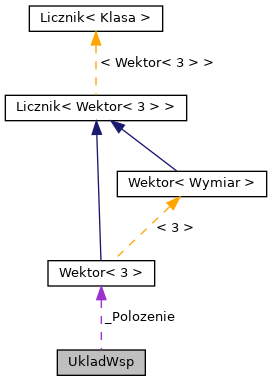 Licznik< Klasa >
< Wektor< 3 > >
Licznik< Wektor< 3 > >
Wektor< Wymiar >
< 3 >
Wektor< 3 >
_Polozenie
UkladWsp